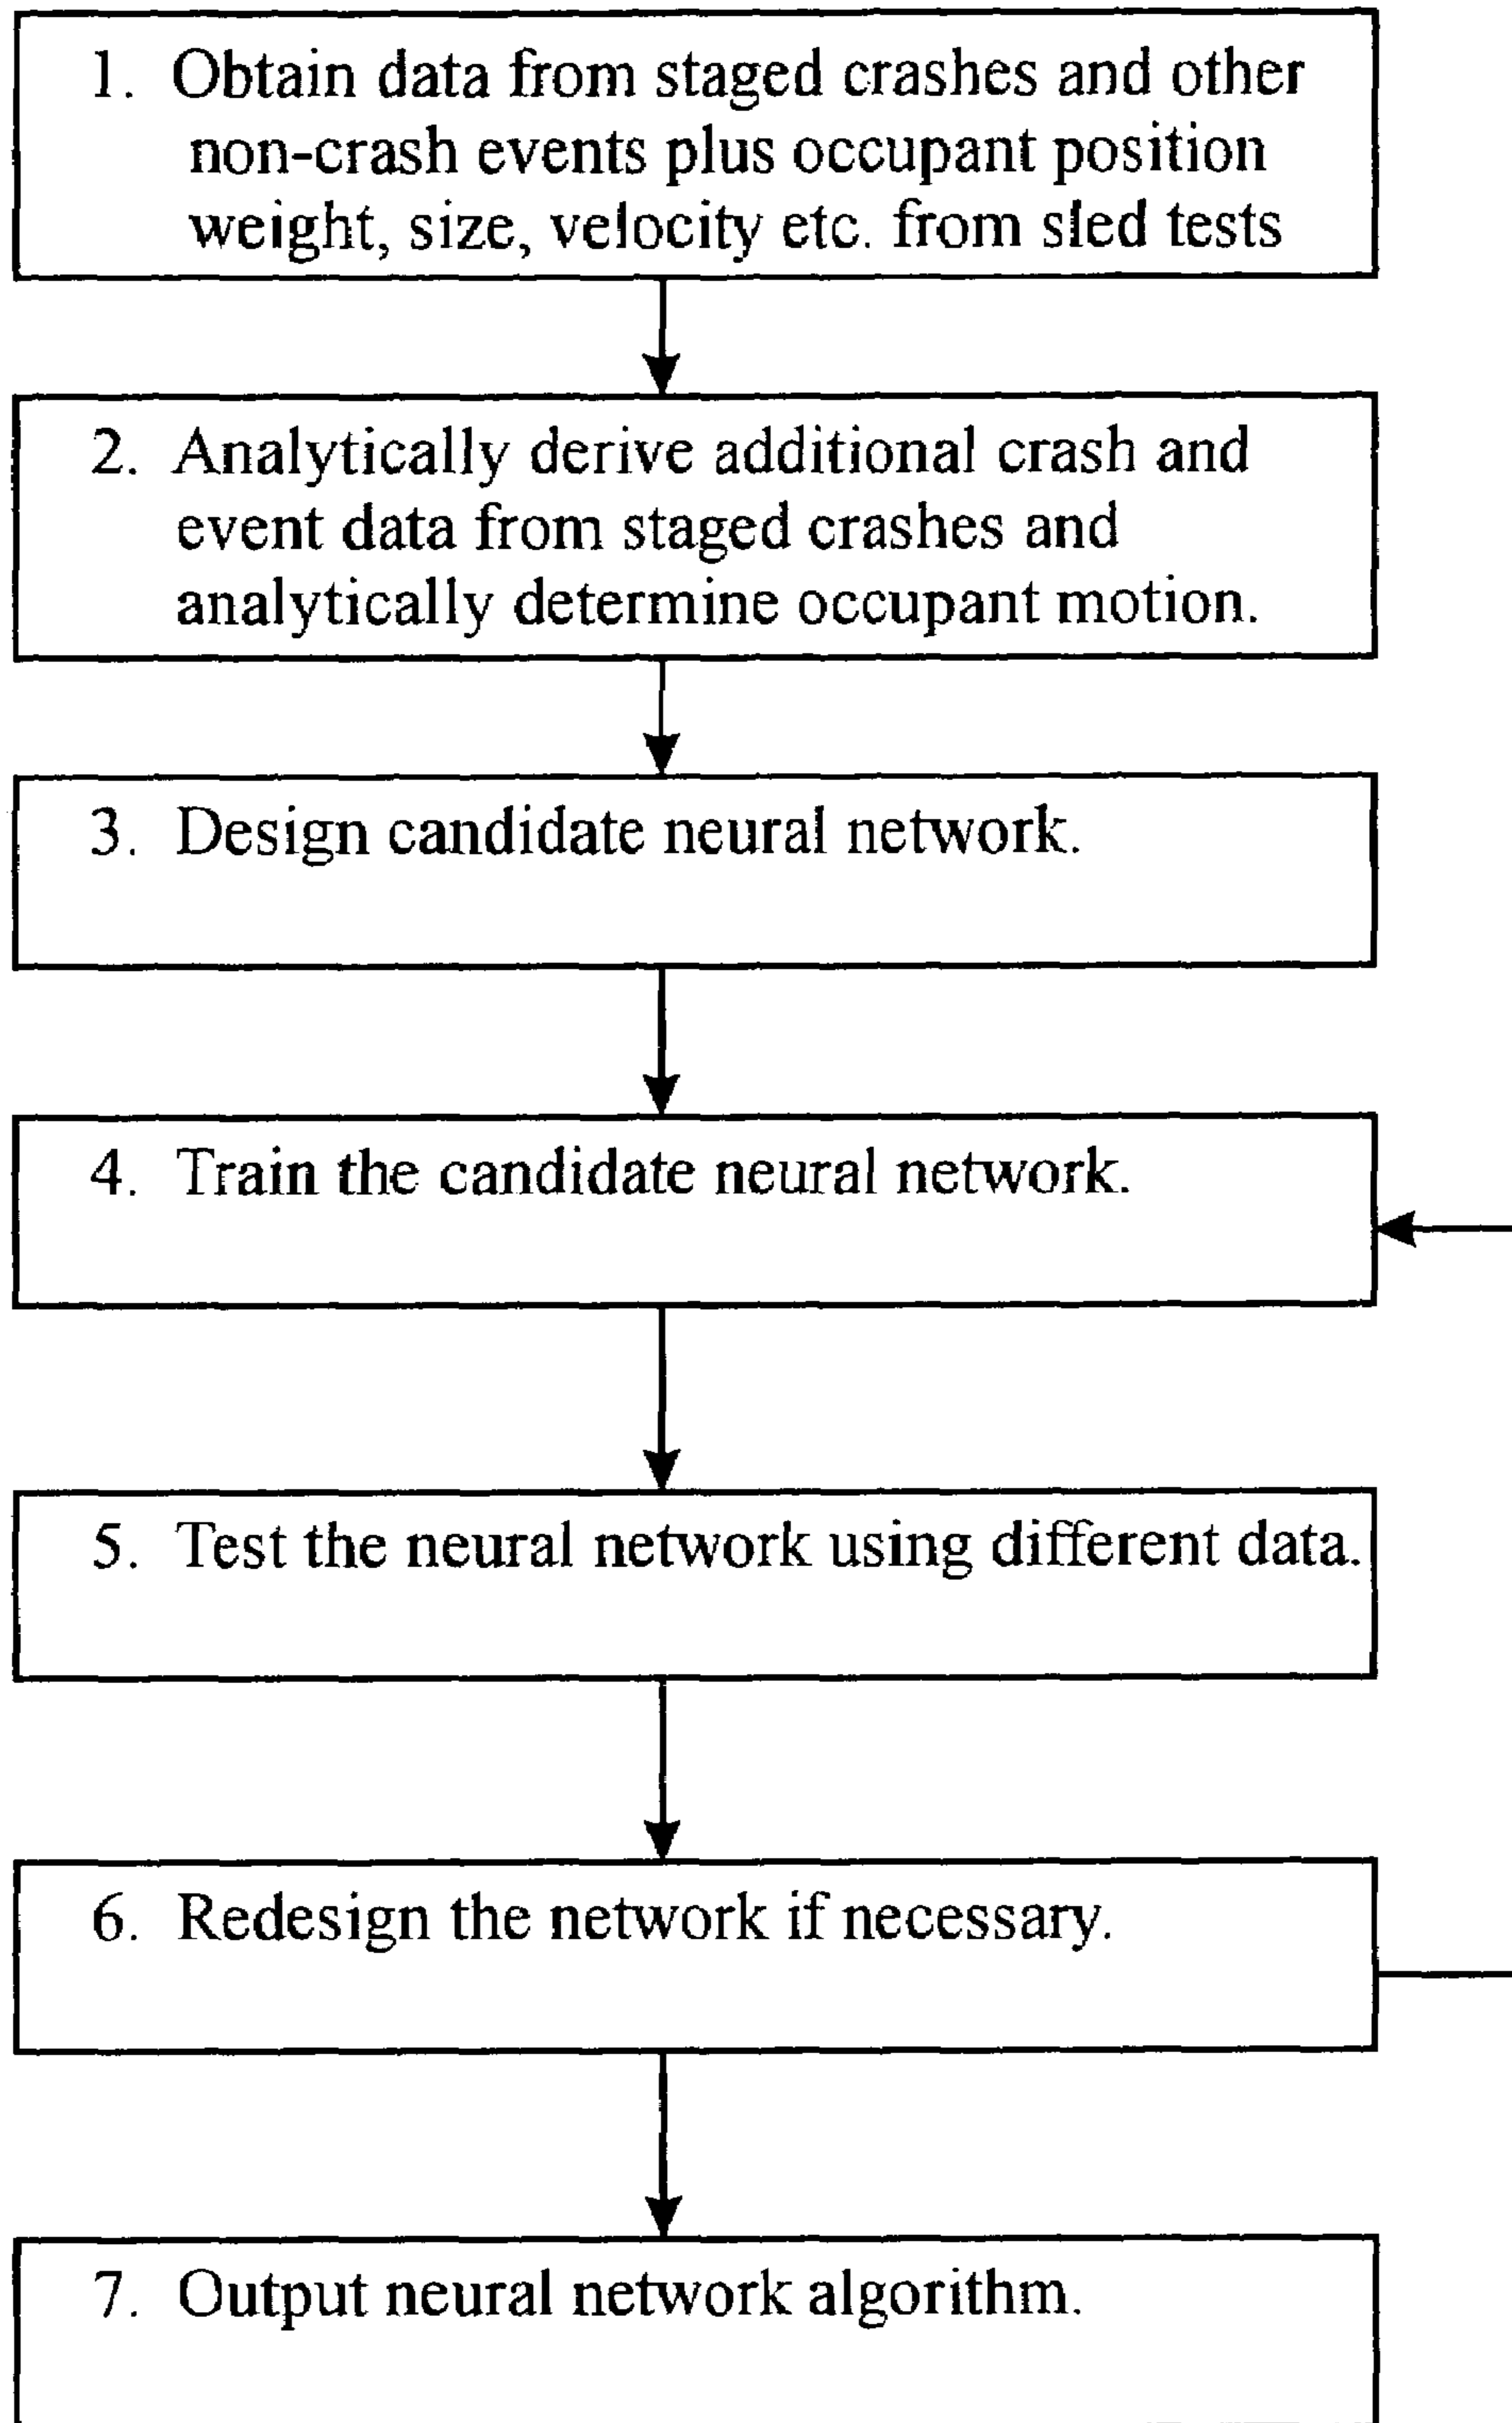 1. Obtain data from staged crashes and other
non-crash events plus occupant position
weight, size, velocity etc. from sled tests
2. Analytically derive additional crash and
event data from staged crashes and
analytically determine occupant motion.
3. Design candidate neural network.
4. Train the candidate neural network.
5. Test the neural network using different data.
6. Redesign the network if necessary.
7. Output neural network algorithm.